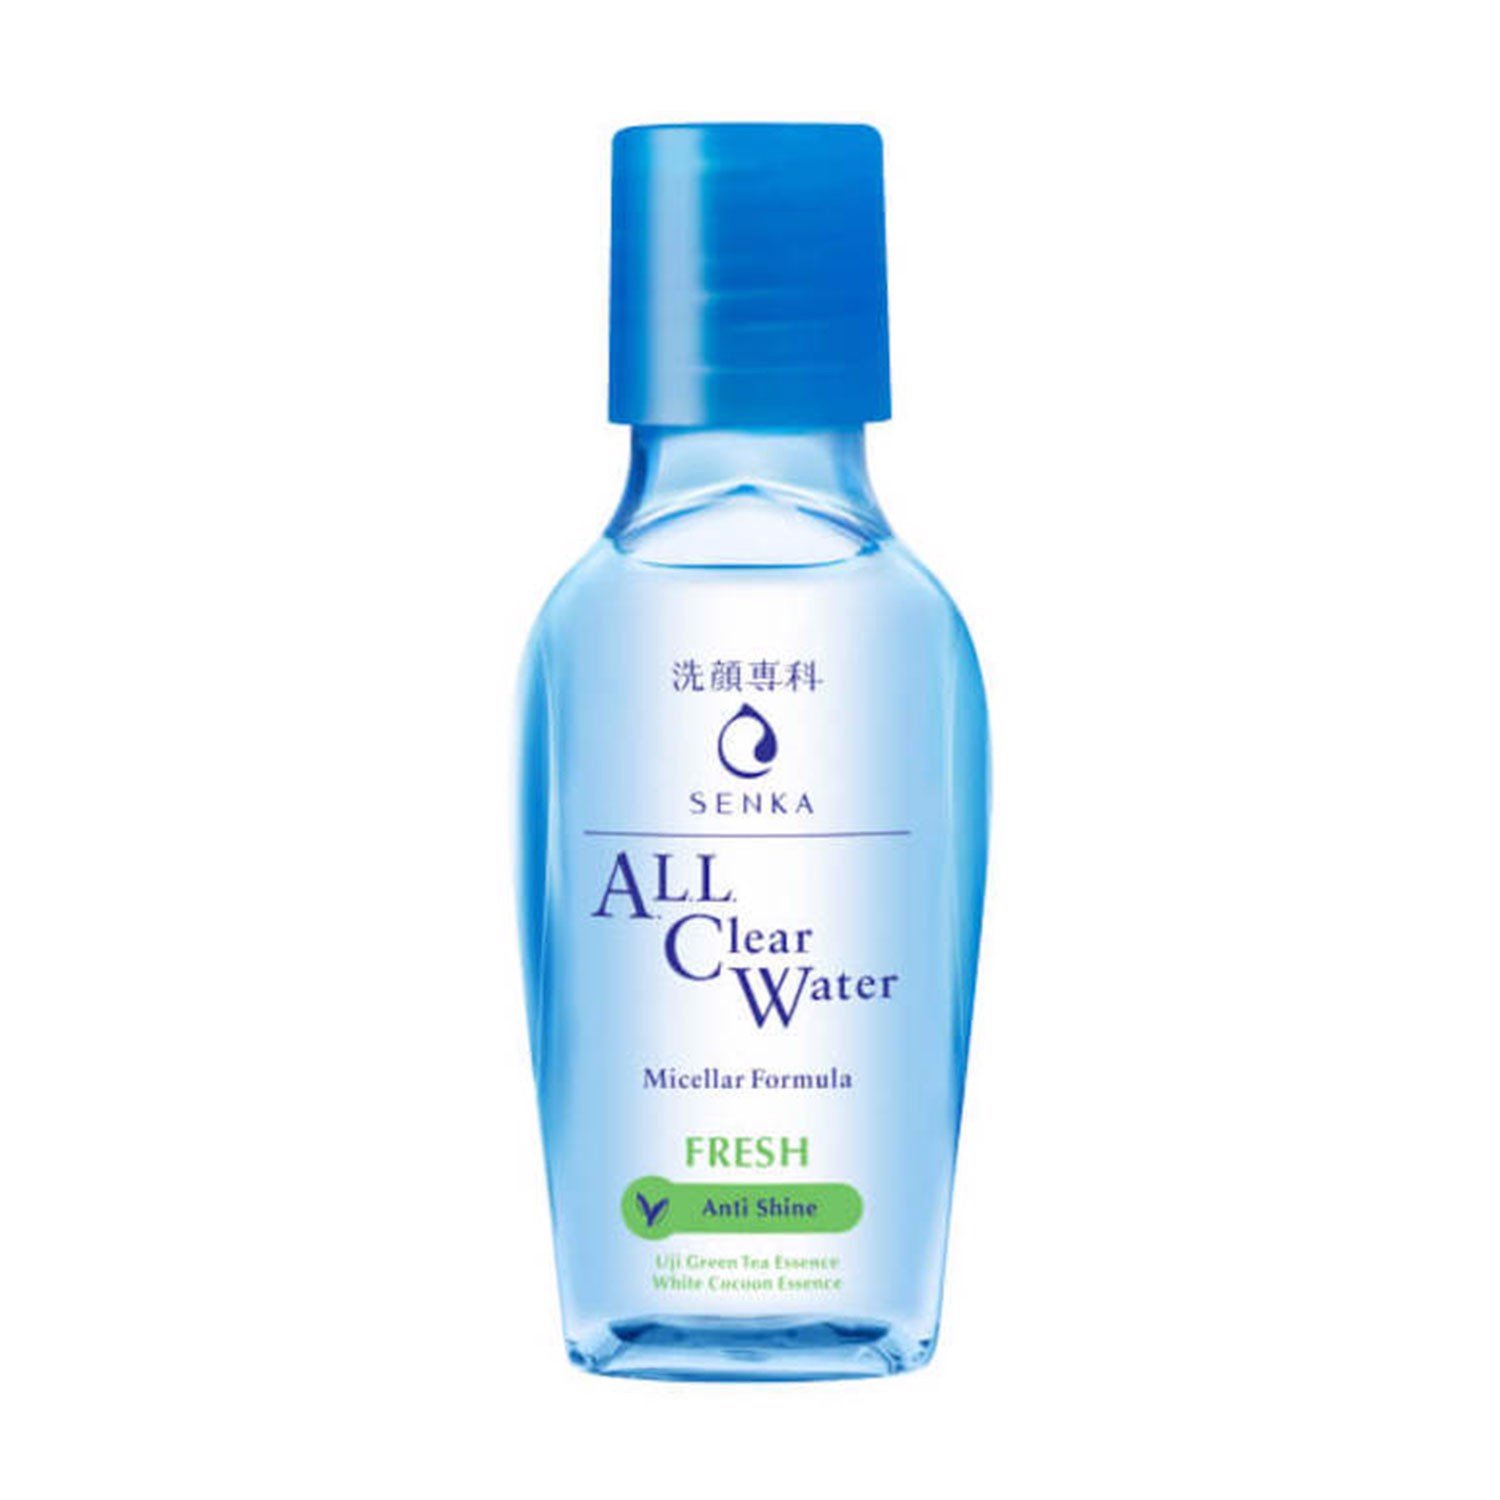 洗顔専科
SENKA
A.L.L.
Clear
Water
Micellar Formula
FRESH
Anti Shine
Uji Green Tea Essence
White Cocoon Essence